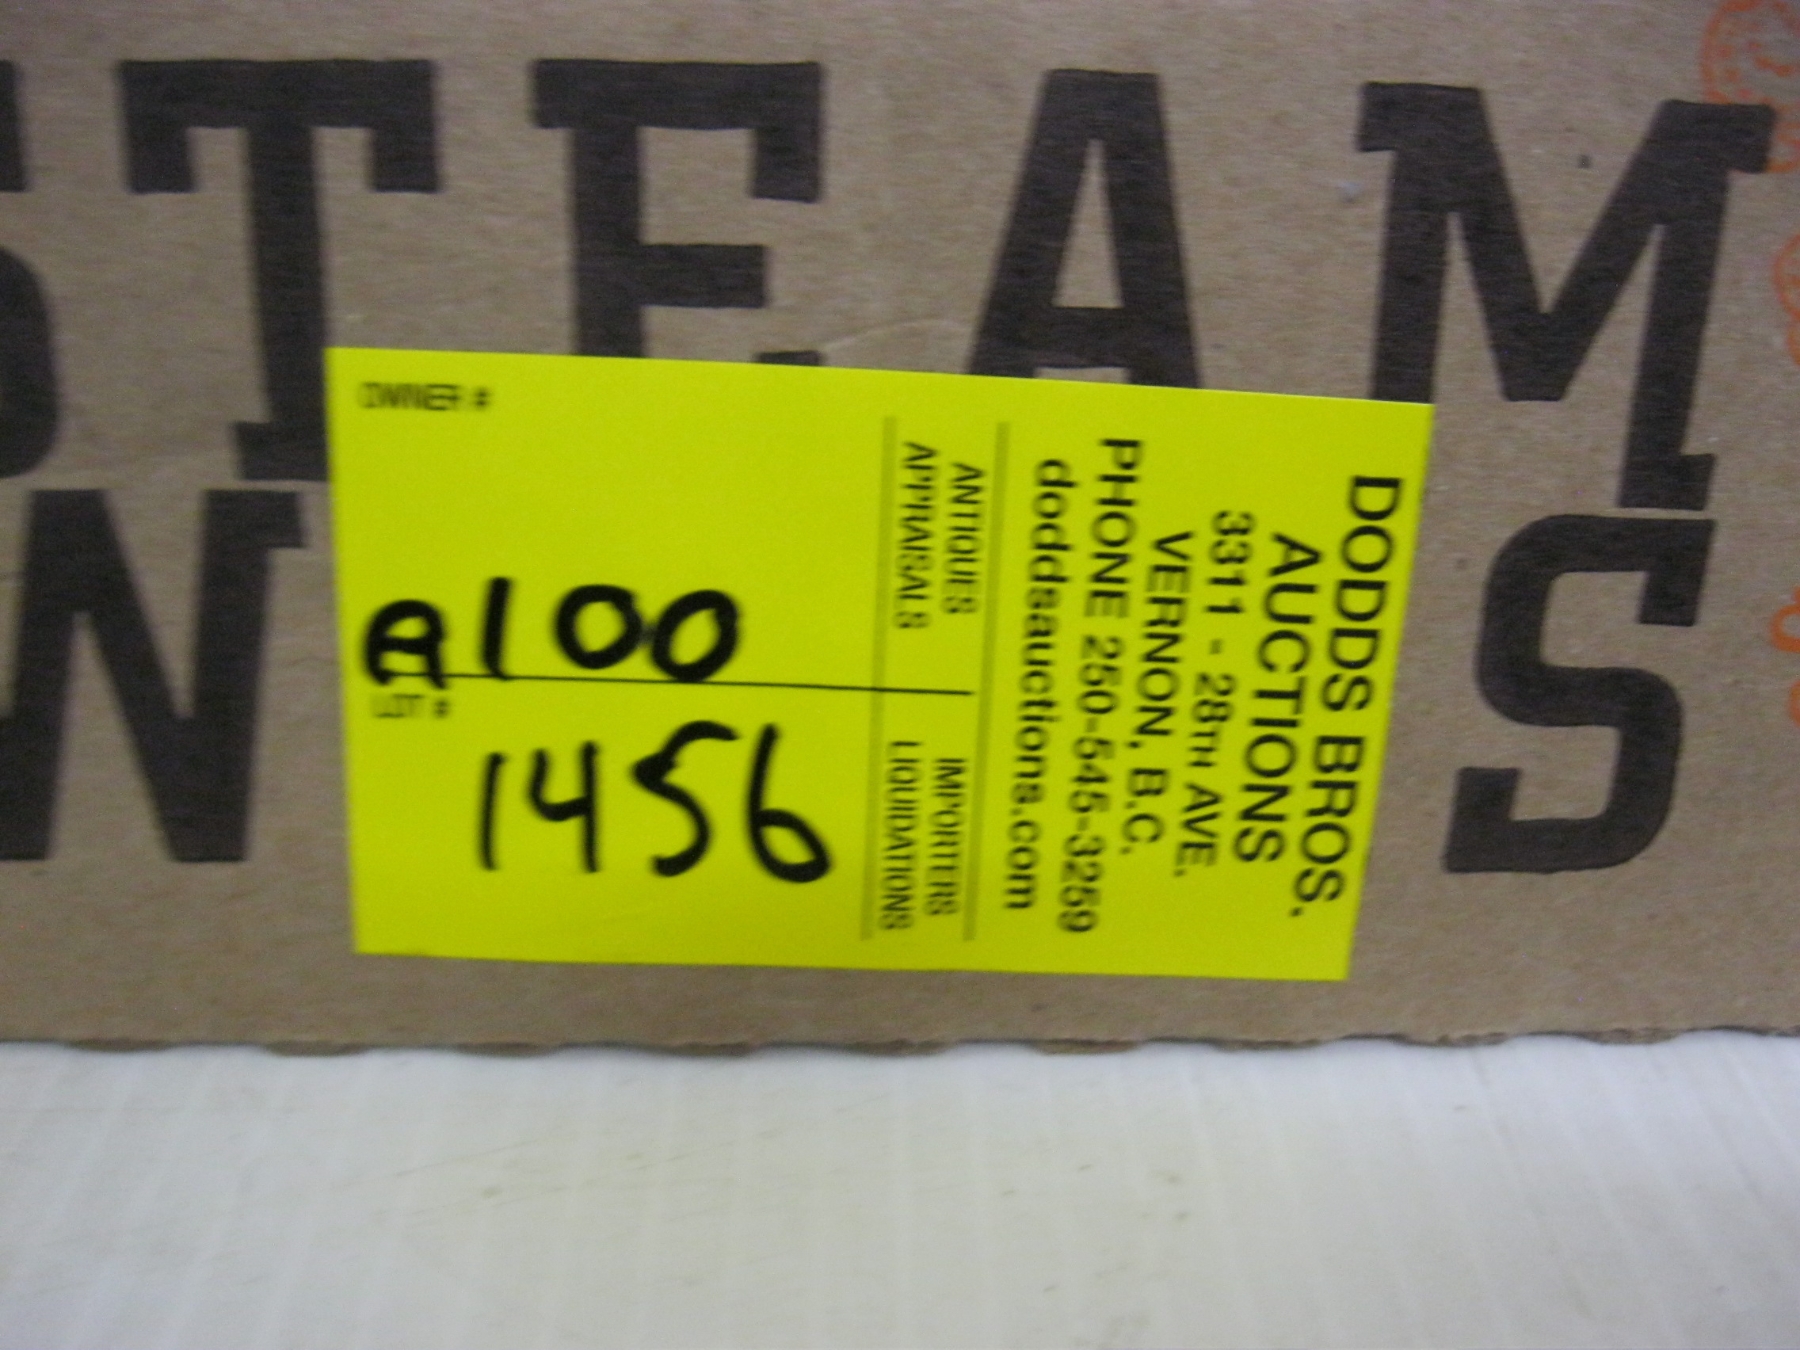 STEAM
OWNER #
A100
LOT #
1456
ANTIQUES
APPRAISALS
IMPORTERS
LIQUIDATIONS
DODDS BROS.
AUCTIONS
3311 - 28TH AVE.
VERNON, B.C.
PHONE 250-545-3259
doddsauctions.com